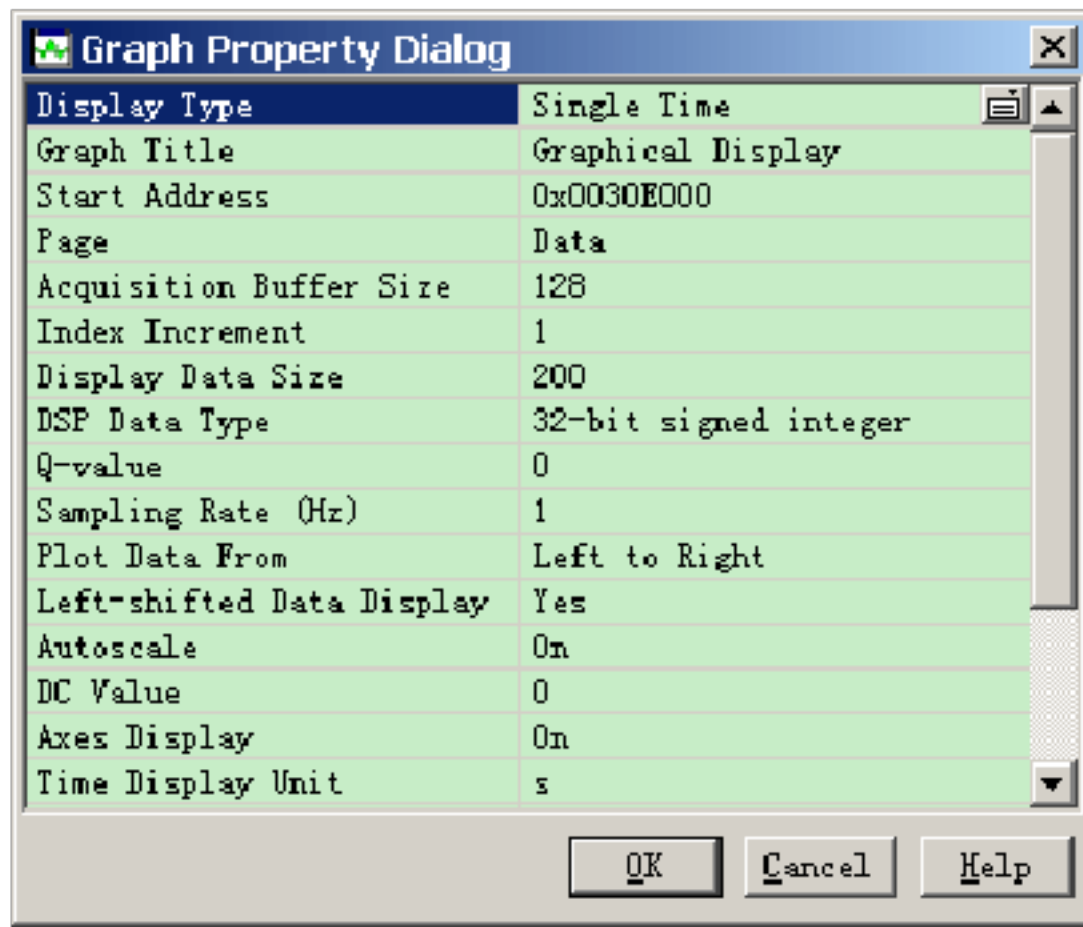 Graph Property Dialog
Display Type Single Time
Graph Title Graphical Display
Start Address 0x0030E000
Page Data
Acquisition Buffer Size 128
Index Increment 1
Display Data Size 200
DSP Data Type 32-bit signed integer
Q-value 0
Sampling Rate (Hz) 1
Plot Data From Left to Right
Left-shifted Data Display Yes
Autoscale On
DC Value 0
Axes Display On
Time Display Unit s
OK Cancel Help